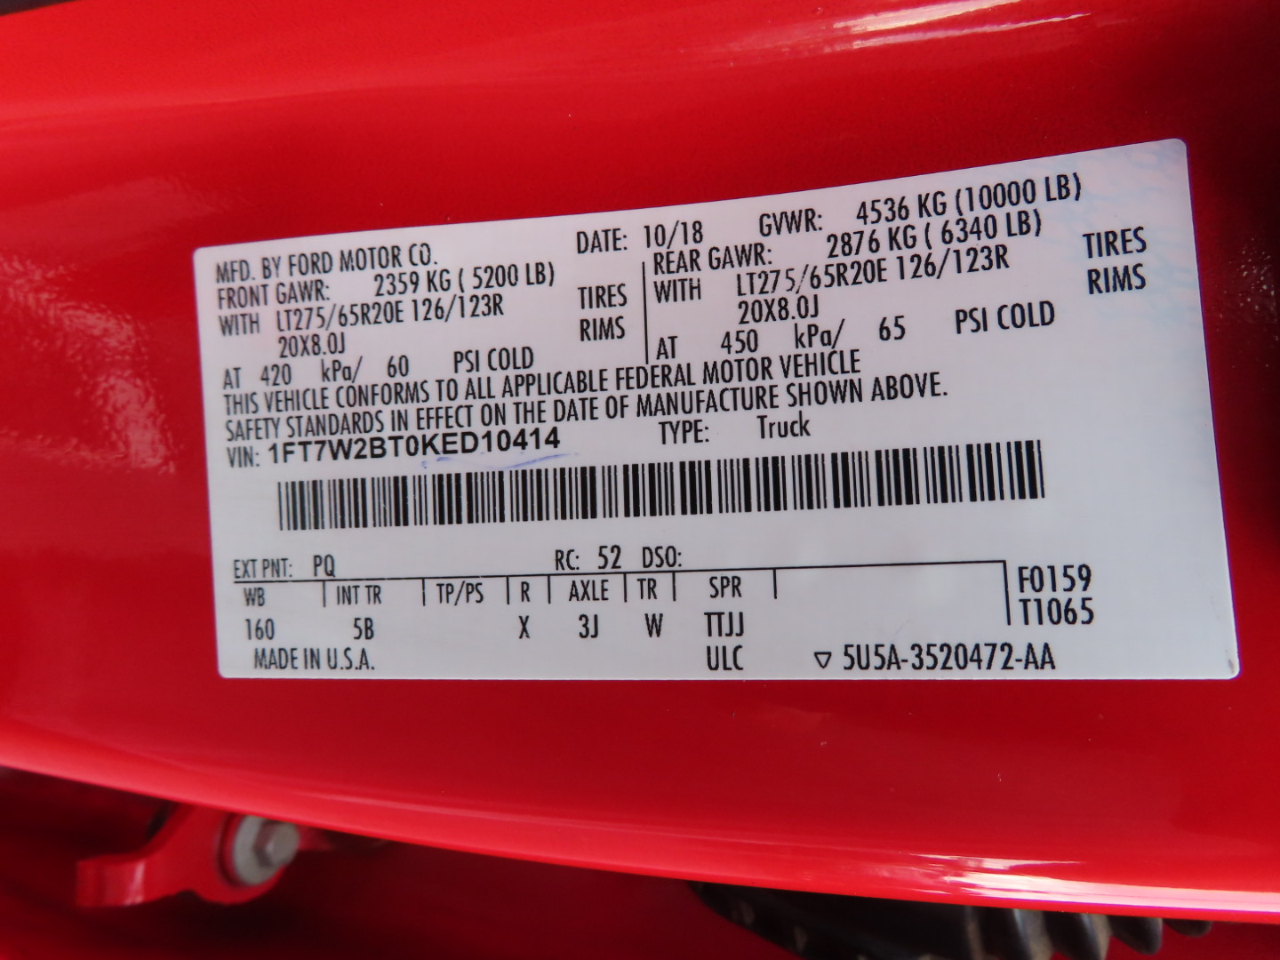 MFD. BY FORD MOTOR CO. DATE: 10/18 GVWR: 4536 KG (10000 LB)
FRONT GAWR: 2359 KG ( 5200 LB) REAR GAWR: 2876 KG ( 6340 LB)
WITH LT275/65R20E 126/123R TIRES WITH LT275/65R20E 126/123R TIRES
20X8.0J RIMS 20X8.0J RIMS
AT 420 kPa/ 60 PSI COLD AT 450 kPa/ 65 PSI COLD
THIS VEHICLE CONFORMS TO ALL APPLICABLE FEDERAL MOTOR VEHICLE
SAFETY STANDARDS IN EFFECT ON THE DATE OF MANUFACTURE SHOWN ABOVE.
VIN: 1FT7W2BT0KED10414 TYPE: Truck
EXT PNT: PQ RC: 52 DSO:
WB INT TR TP/PS R AXLE TR SPR F0159
160 5B X 3J W TTJJ T1065
MADE IN U.S.A. ULC ▽ 5U5A-3520472-AA